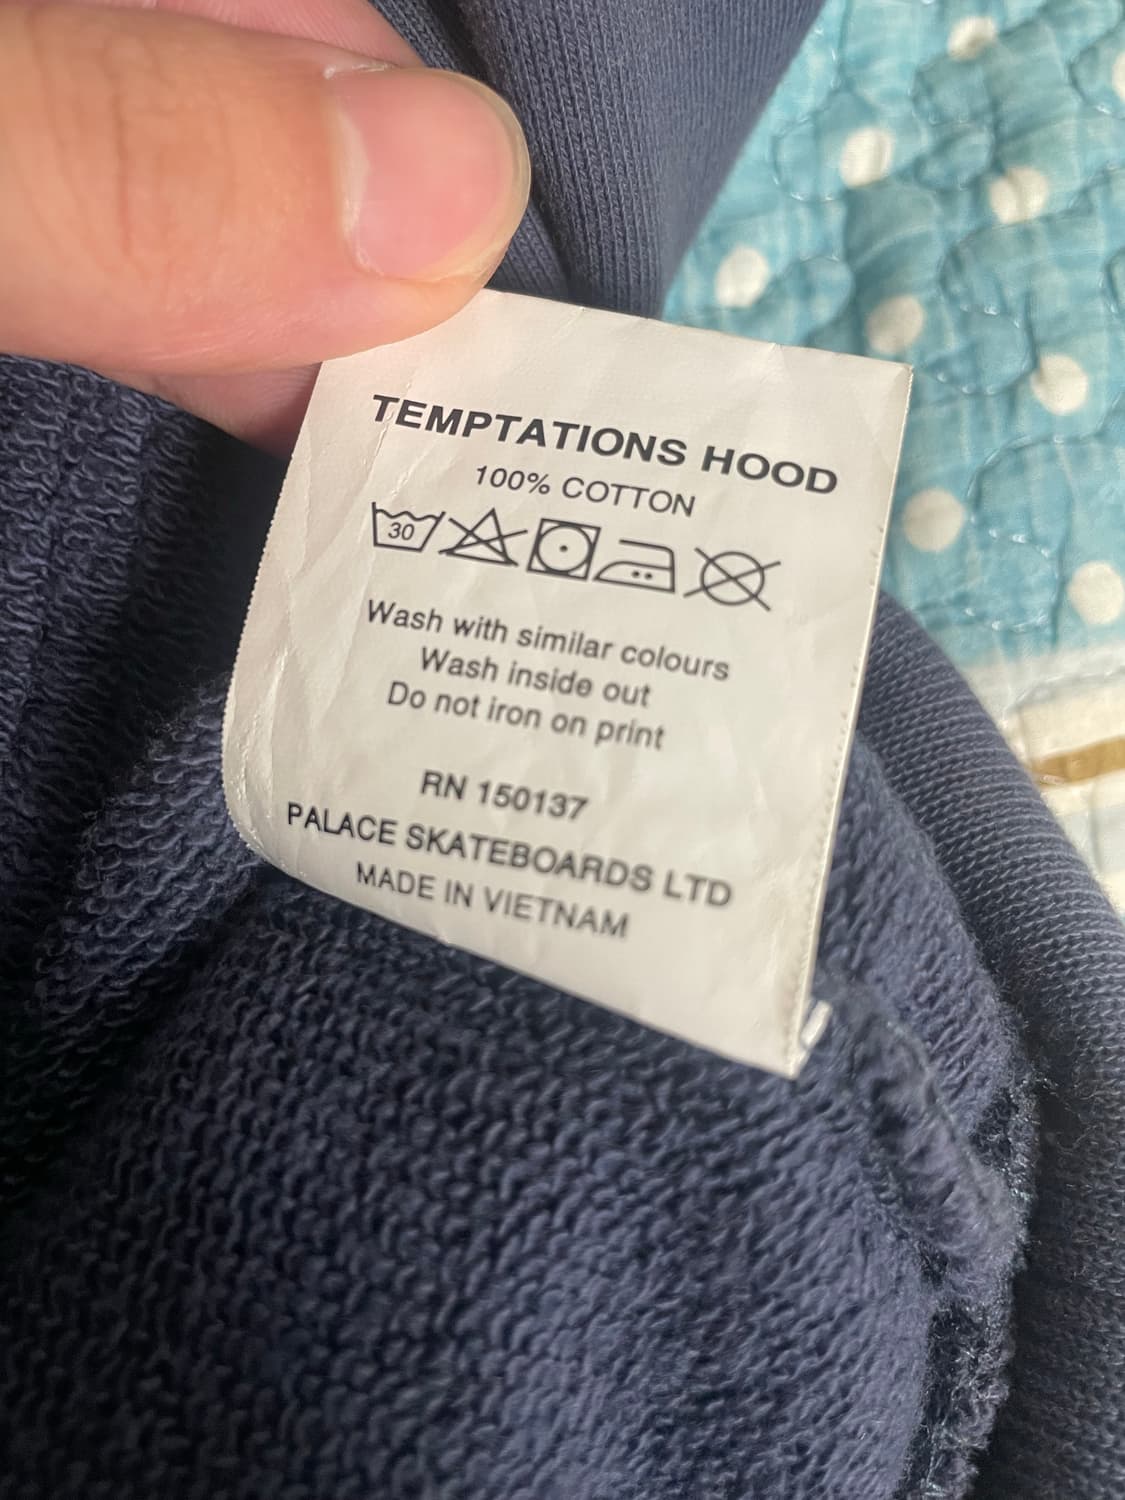 TEMPTATIONS HOOD
100% COTTON
30
Wash with similar colours
Wash inside out
Do not iron on print
RN 150137
PALACE SKATEBOARDS LTD
MADE IN VIETNAM